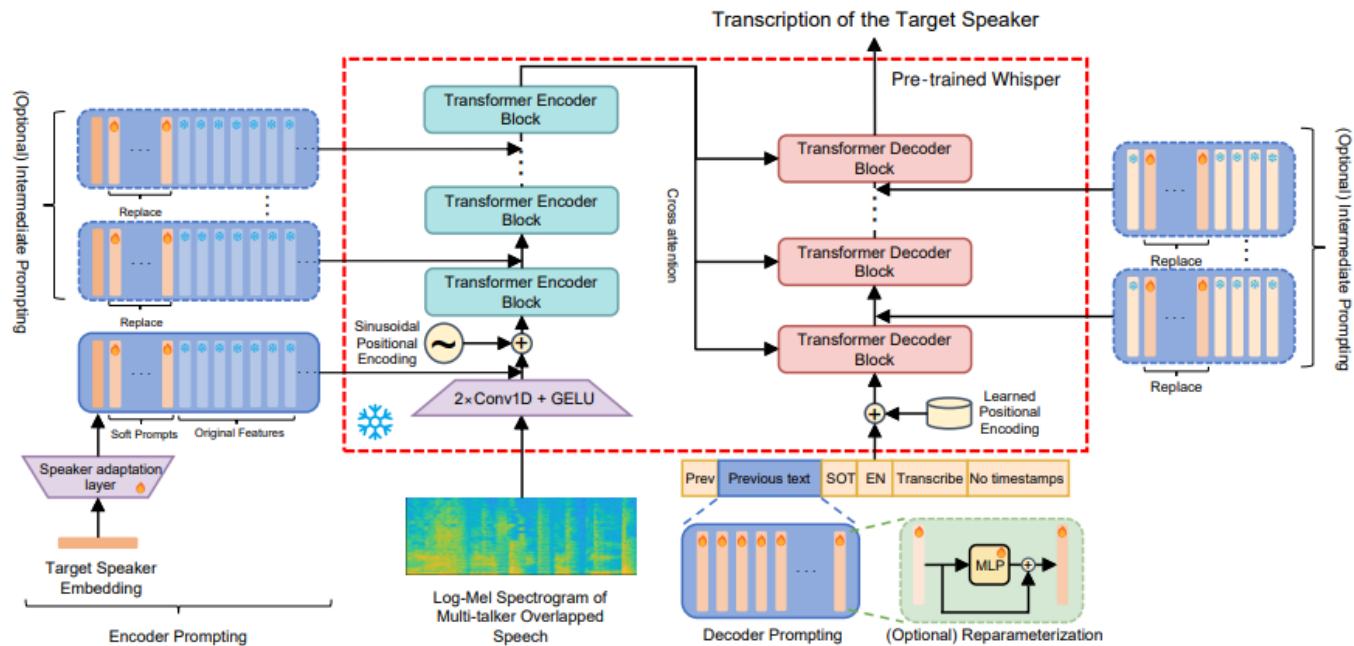 Transcription of the Target Speaker
Pre-trained Whisper
(Optional) Intermediate Prompting
Replace
Replace
Soft Prompts
Original Features
Speaker adaptation
layer
Target Speaker
Embedding
Encoder Prompting
Transformer Encoder
Block
Transformer Encoder
Block
Transformer Encoder
Block
Sinusoidal
Positional
Encoding
2×Conv1D + GELU
Log-Mel Spectrogram of
Multi-talker Overlapped
Speech
Cross attention
Transformer Decoder
Block
Transformer Decoder
Block
Transformer Decoder
Block
Learned
Positional
Encoding
Prev
Previous text
SOT
EN
Transcribe
No timestamps
MLP
Decoder Prompting
(Optional) Reparameterization
Replace
Replace
(Optional) Intermediate Prompting